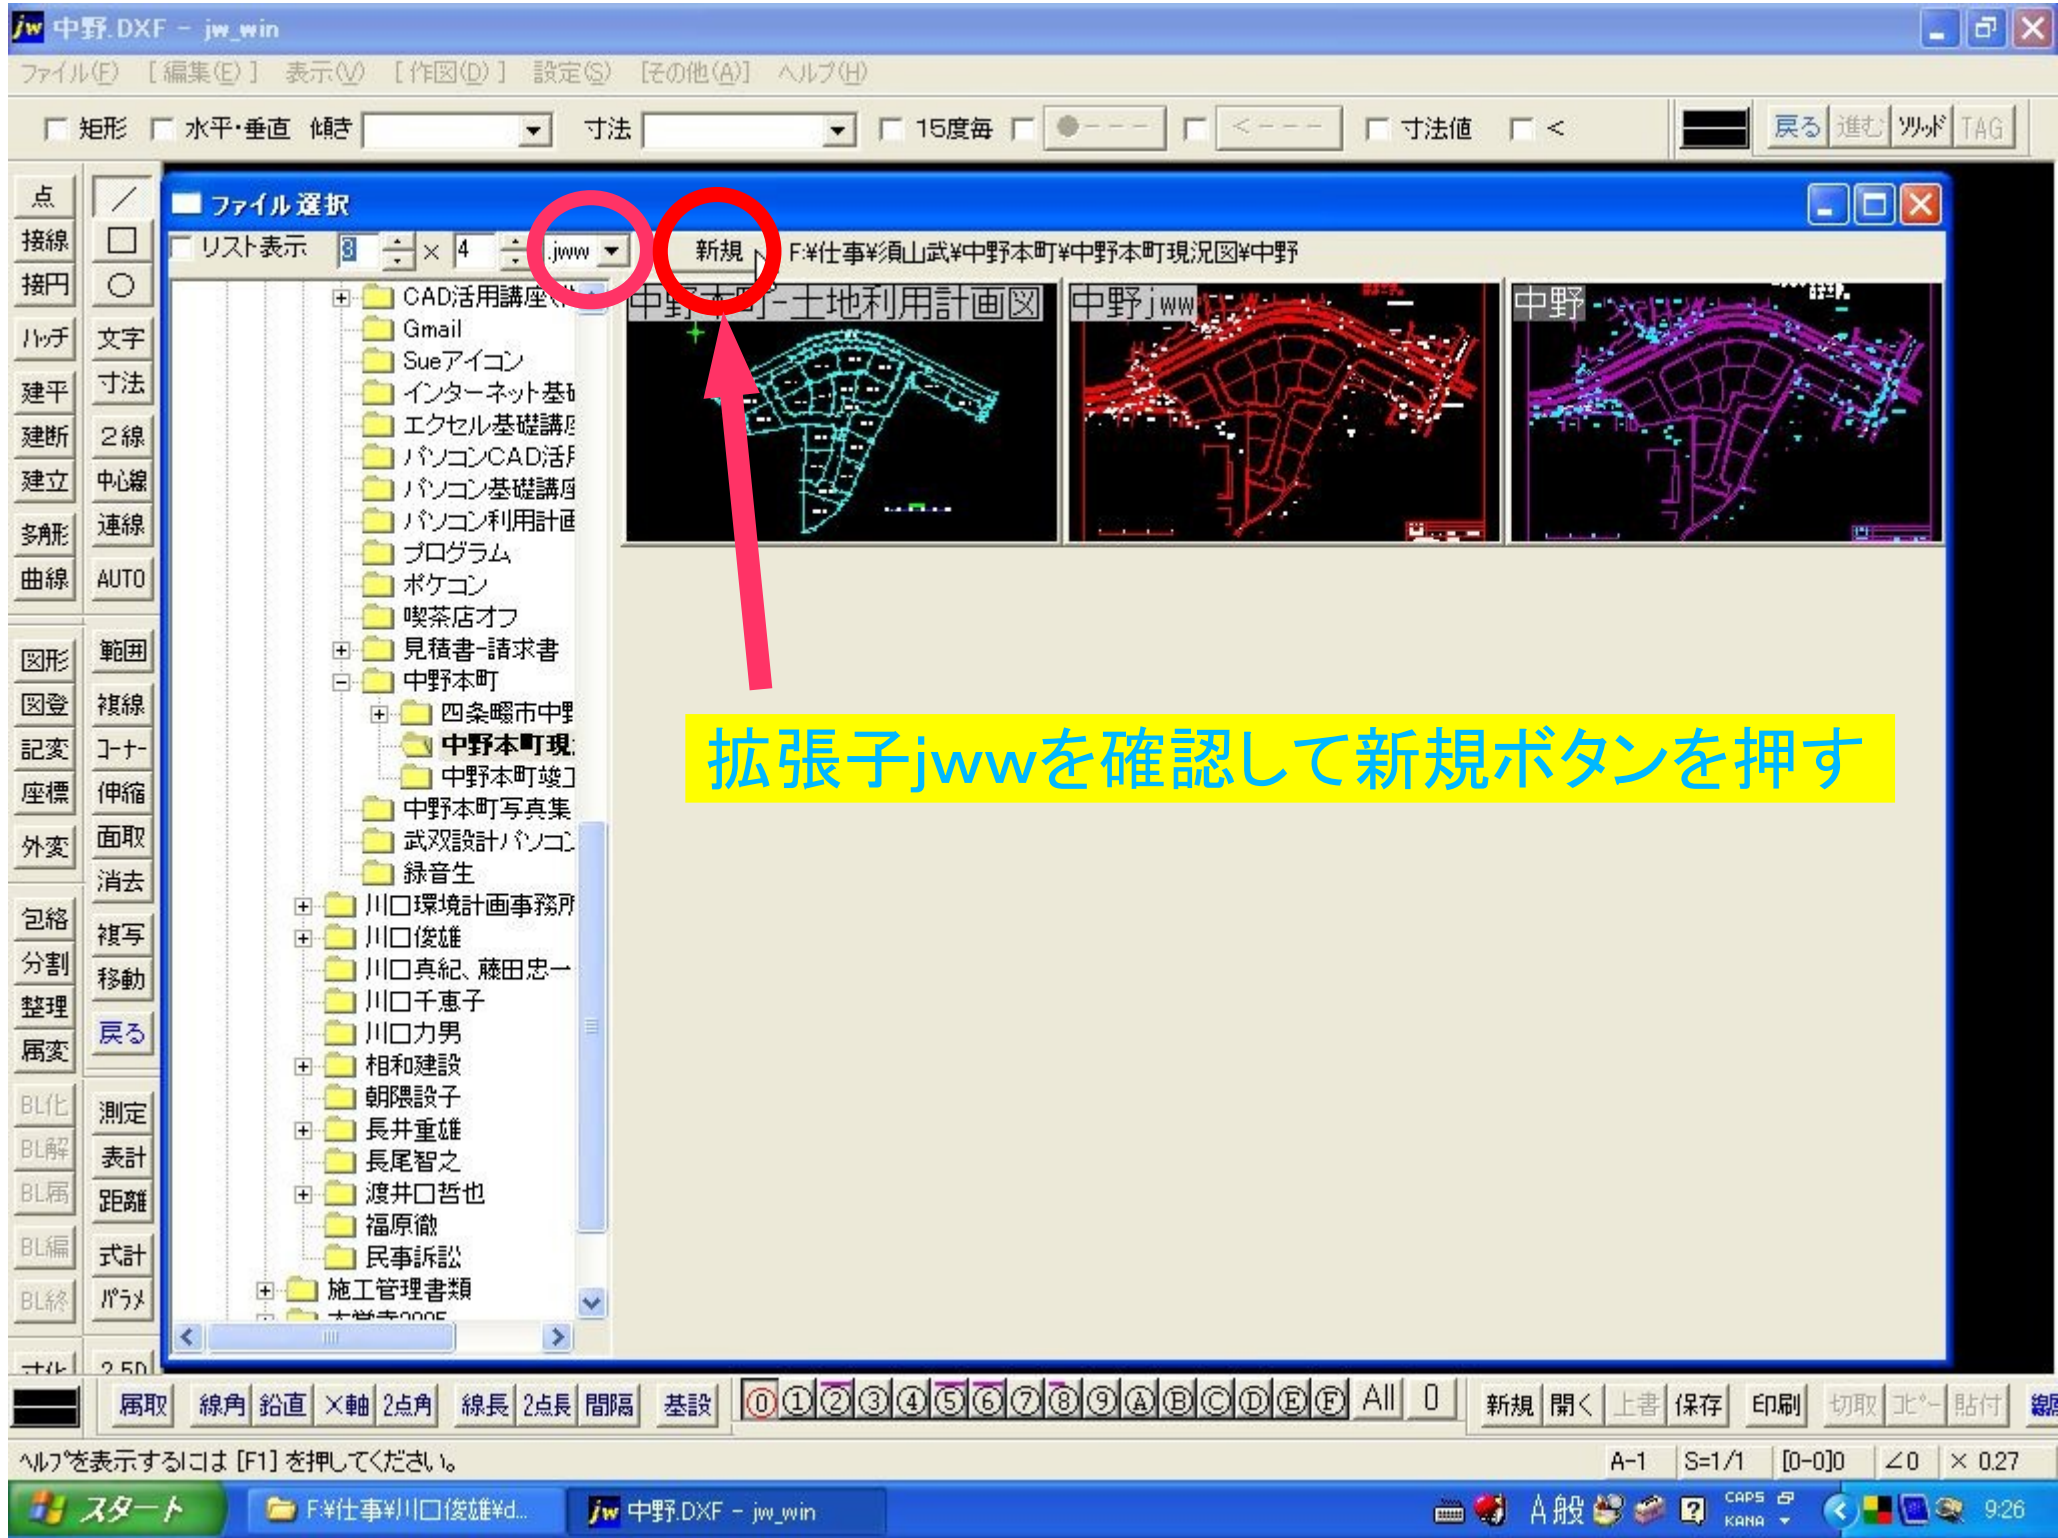 中野.DXF - jw_win
ファイル(F) [編集(E)] 表示(V) [作図(D)] 設定(S) [その他(A)] ヘルプ(H)
矩形 水平･垂直 傾き 寸法 15度毎 ●--- <--- 寸法値 < 戻る 進む ソリッド TAG
ファイル選択
リスト表示 3 × 4 .jww 新規 F:¥仕事¥須山武¥中野本町¥中野本町現況図¥中野
点 /
接線 □
接円 ○
ハッチ 文字
建平 寸法
建断 2線
建立 中心線
多角形 連線
曲線 AUTO
図形 範囲
図登 複線
記変 コーナー
座標 伸縮
外変 面取
消去
包絡 複写
分割 移動
整理 戻る
属変
BL化 測定
BL解 表計
BL属 距離
BL編 式計
BL終 パラメ
寸化 2.5D
CAD活用講座
Gmail
Sueアイコン
インターネット基礎
エクセル基礎講座
パソコンCAD活用
パソコン基礎講座
パソコン利用計画
プログラム
ポケコン
喫茶店オフ
見積書-請求書
中野本町
四条畷市中野
中野本町現
中野本町竣工
中野本町写真集
武双設計パソコン
録音生
川口環境計画事務所
川口俊雄
川口真紀、藤田忠一
川口千恵子
川口力男
相和建設
朝隈設子
長井重雄
長尾智之
渡井口哲也
福原徹
民事訴訟
施工管理書類
中野本町-土地利用計画図 中野jww 中野
拡張子jwwを確認して新規ボタンを押す
属取 線角 鉛直 X軸 2点角 線長 2点長 間隔 基設 0 1 2 3 4 5 6 7 8 9 A B C D E F All 0 新規 開く 上書 保存 印刷 切取 コピー 貼付
ヘルプを表示するには [F1] を押してください。 A-1 S=1/1 [0-0]0 ∠0 × 0.27
スタート F:¥仕事¥川口俊雄¥d... 中野.DXF - jw_win A 般 CAPS KANA 9:26